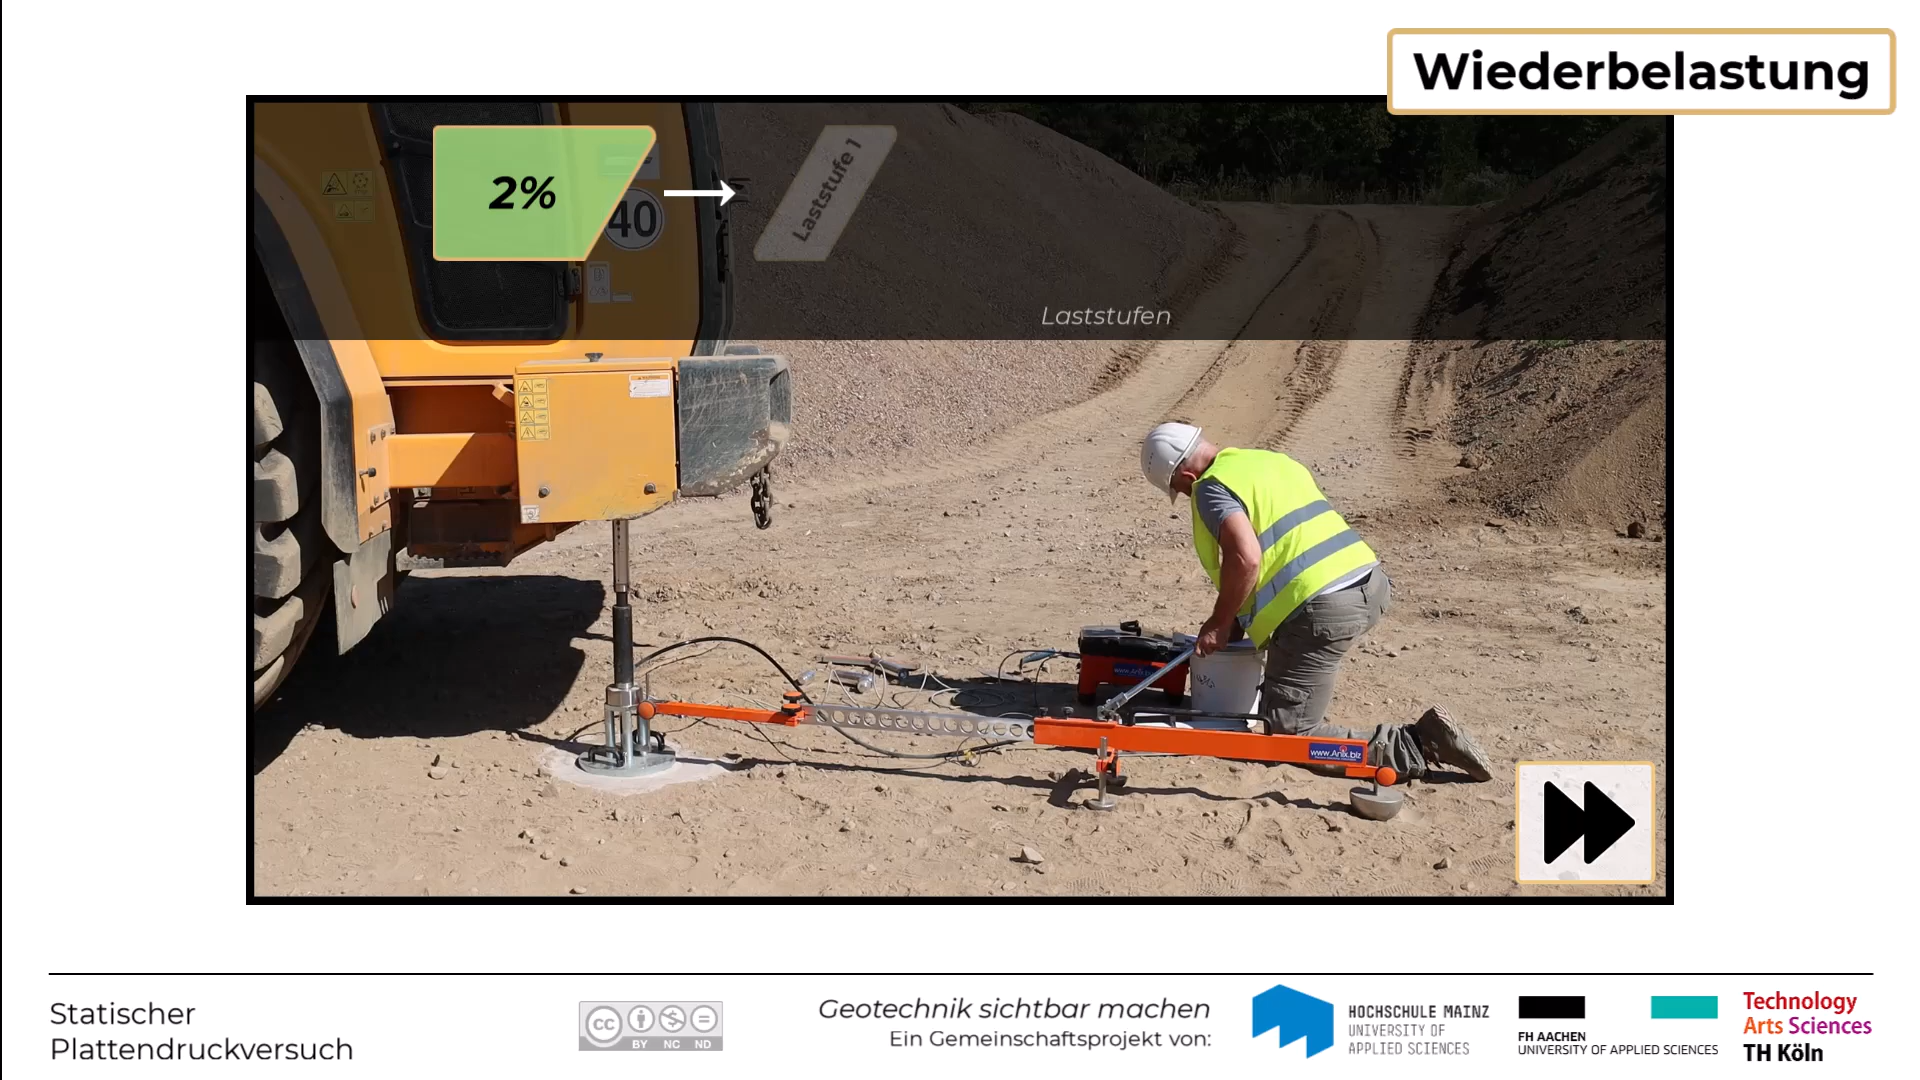 Wiederbelastung
2%
Laststufe 1
40
Laststufen
www.Anix.biz
Statischer
Plattendruckversuch
cc
BY NC ND
Geotechnik sichtbar machen
Ein Gemeinschaftsprojekt von:
HOCHSCHULE MAINZ
UNIVERSITY OF
APPLIED SCIENCES
FH AACHEN
UNIVERSITY OF APPLIED SCIENCES
Technology
Arts Sciences
TH Köln